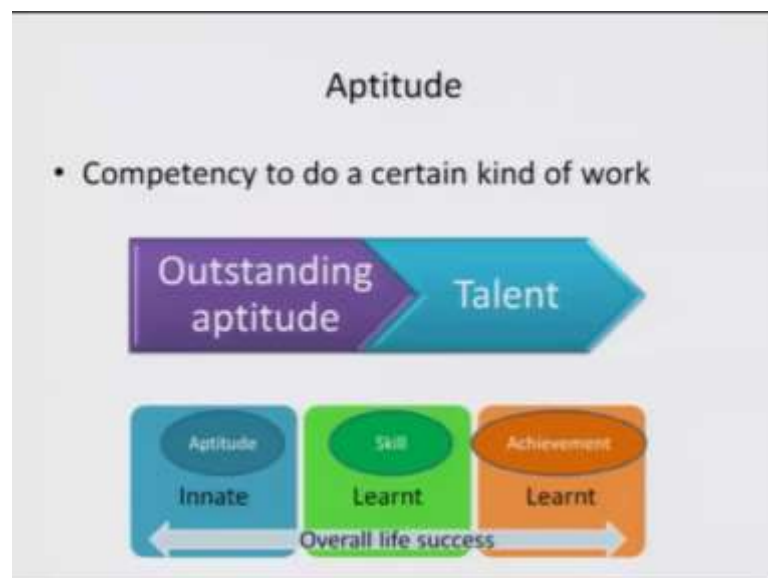 Aptitude
• Competency to do a certain kind of work
Outstanding
aptitude
Talent
Aptitude
Skill
Achievement
Innate
Learnt
Learnt
Overall life success